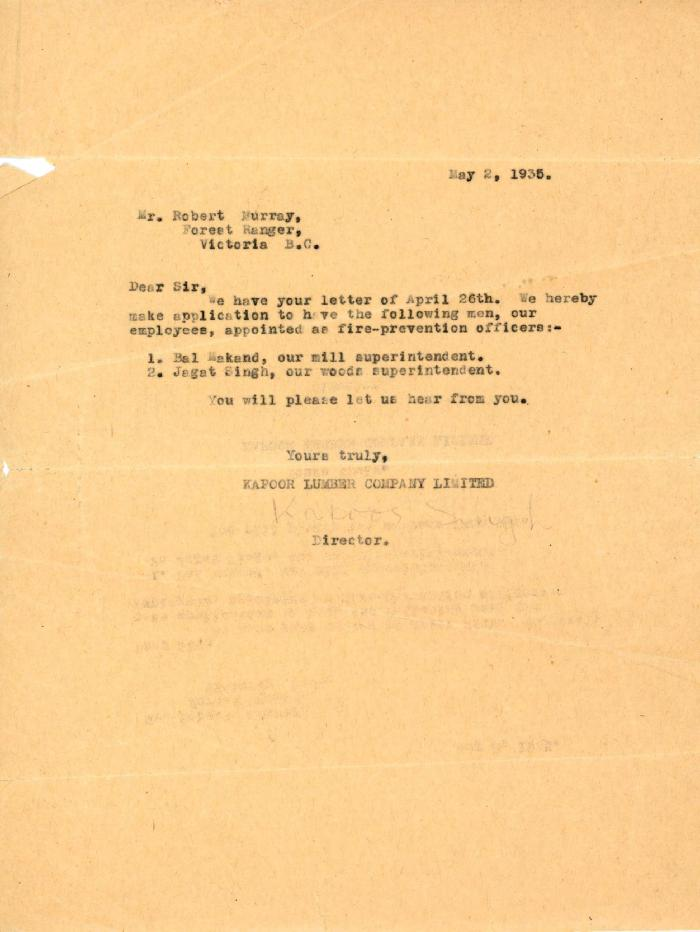 May 2, 1935.
Mr. Robert Murray,
Forest Ranger,
Victoria B.C.
Dear Sir,
We have your letter of April 26th. We hereby
make application to have the following men, our
employees, appointed as fire-prevention officers:-
1. Bal Makand, our mill superintendent.
2. Jagat Singh, our woods superintendent.
You will please let us hear from you.
Yours truly,
KAPOOR LUMBER COMPANY LIMITED
Kapoor Singh
Director.